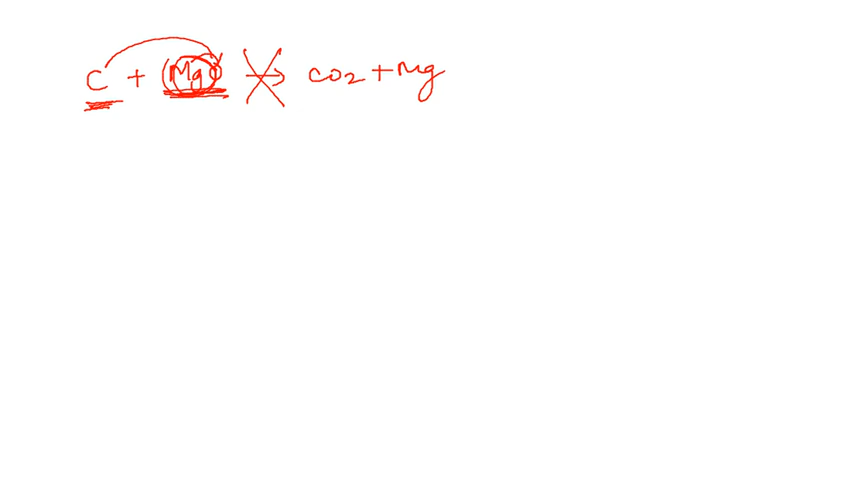 C + MgO → CO2 + Mg